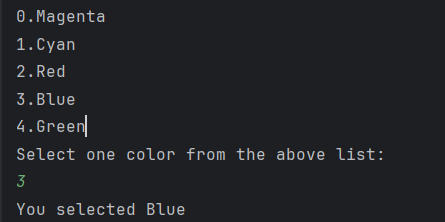 0.Magenta
1.Cyan
2.Red
3.Blue
4.Green
Select one color from the above list:
3
You selected Blue